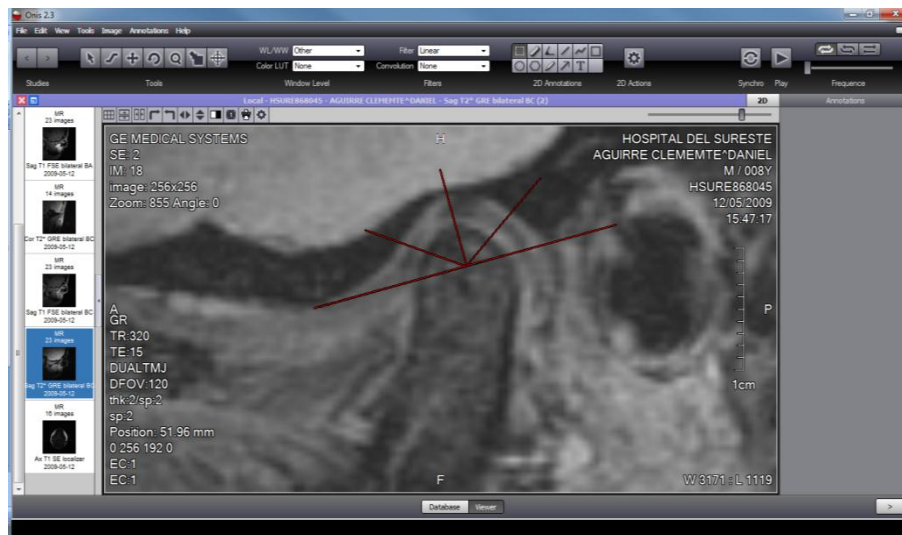 Onis 2.3
File Edit View Tools Image Annotations Help
WL/WW Other
Filter Linear
Color LUT None
Convolution None
Studies
Tools
Window Level
Filters
2D Annotations
2D Actions
Synchro Play
Frequence
Local - HSURE868045 - AGUIRRE CLEMEMTE^DANIEL - Sag T2* GRE bilateral BC (2)
2D
Annotations
MR
23 images
Sag T1 FSE bilateral BA
2009-05-12
MR
14 images
Cor T2* GRE bilateral BC
2009-05-12
MR
23 images
Sag T1 FSE bilateral BC
2009-05-12
MR
23 images
Sag T2* GRE bilateral BC
2009-05-12
MR
16 images
Ax T1 SE localizer
2009-05-12
GE MEDICAL SYSTEMS
SE: 2
IM: 18
image: 256x256
Zoom: 855 Angle: 0
H
HOSPITAL DEL SURESTE
AGUIRRE CLEMEMTE^DANIEL
M / 008Y
HSURE868045
12/05/2009
15:47:17
A
GR
TR:320
TE:15
DUALTMJ
DFOV:120
thk:2/sp:2
sp:2
Position: 51.96 mm
0 256 192 0
EC:1
EC:1
P
1cm
F
W 3171 : L 1119
Database Viewer